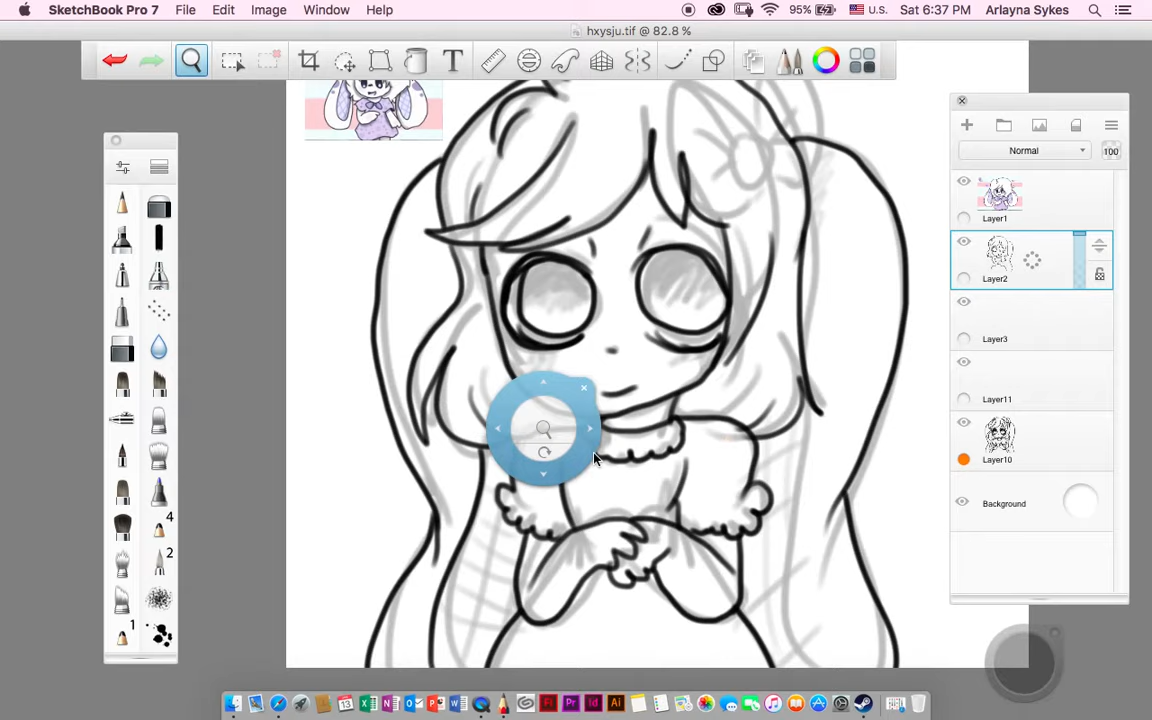 SketchBook Pro 7 File Edit Image Window Help 95% U.S. Sat 6:37 PM Arlayna Sykes
hxysju.tif @ 82.8 %
T
Normal 100
Layer1
Layer2
Layer3
Layer11
Layer10
Background
4
2
1